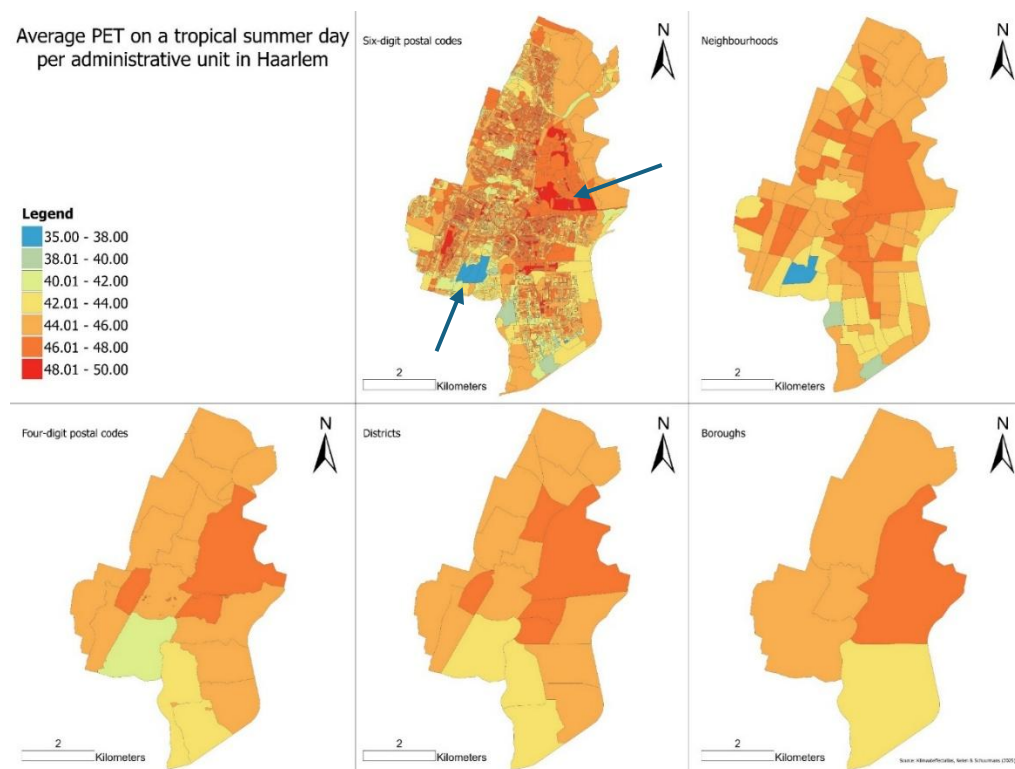 Average PET on a tropical summer day
per administrative unit in Haarlem
Legend
35.00 - 38.00
38.01 - 40.00
40.01 - 42.00
42.01 - 44.00
44.01 - 46.00
46.01 - 48.00
48.01 - 50.00
Six-digit postal codes
N
2
Kilometers
Neighbourhoods
N
2
Kilometers
Four-digit postal codes
N
2
Kilometers
Districts
N
2
Kilometers
Boroughs
N
2
Kilometers